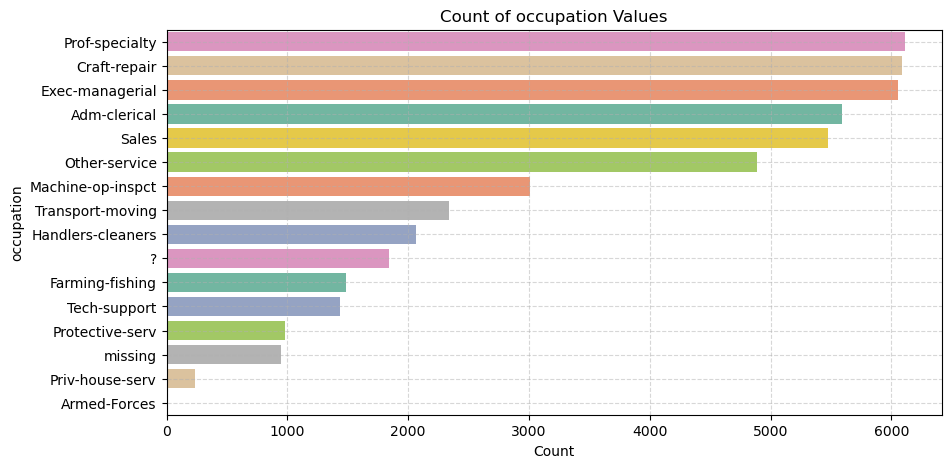 Count of occupation Values
occupation
Prof-specialty
Craft-repair
Exec-managerial
Adm-clerical
Sales
Other-service
Machine-op-inspct
Transport-moving
Handlers-cleaners
?
Farming-fishing
Tech-support
Protective-serv
missing
Priv-house-serv
Armed-Forces
0 1000 2000 3000 4000 5000 6000
Count